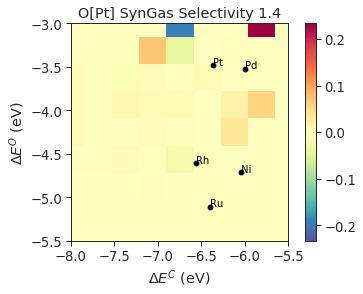 O[Pt] SynGas Selectivity 1.4
−3.0
−3.5
−4.0
−4.5
−5.0
−5.5
ΔE^O (eV)
Pt
Pd
Rh
Ni
Ru
−8.0 −7.5 −7.0 −6.5 −6.0 −5.5
ΔE^C (eV)
0.2
0.1
0.0
−0.1
−0.2